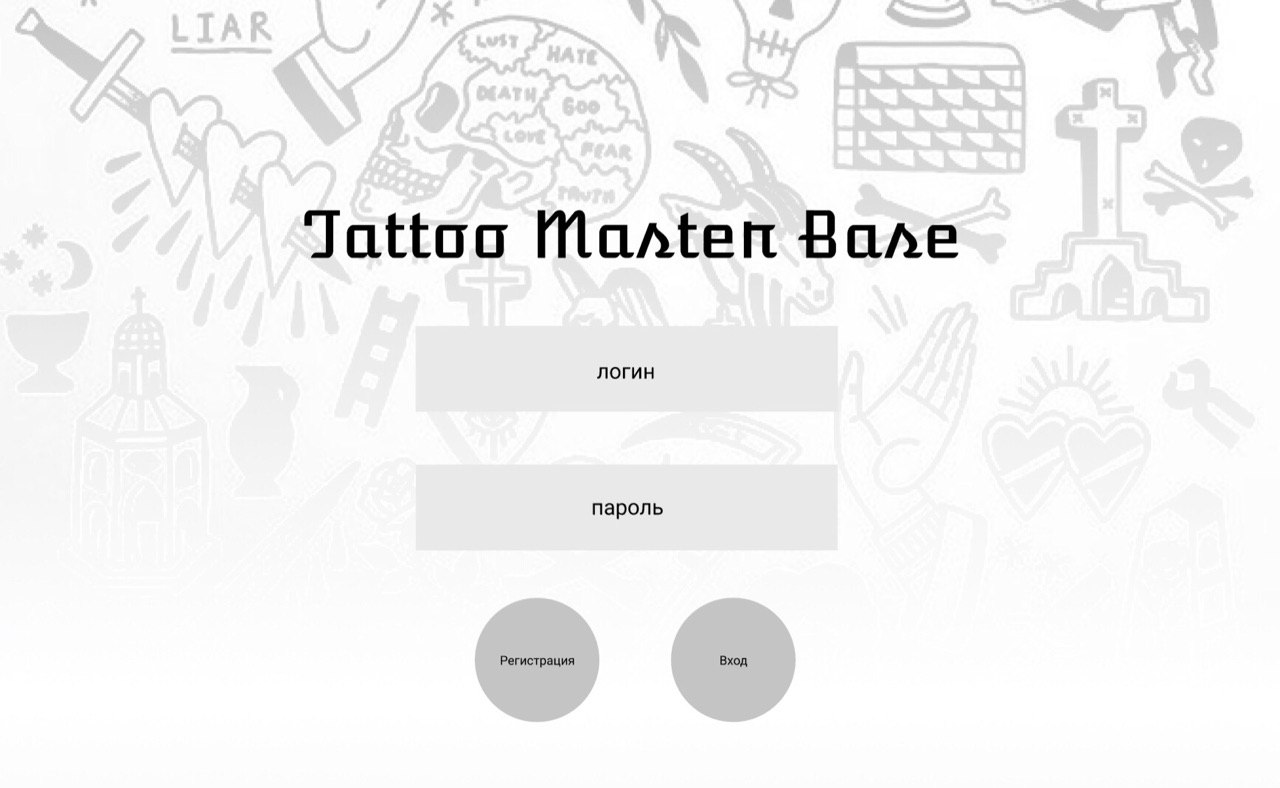 LIAR
LUST
HATE
DEATH
GOD
LOVE
FEAR
TRUTH
Tattoo Master Base
логин
пароль
Регистрация
Вход